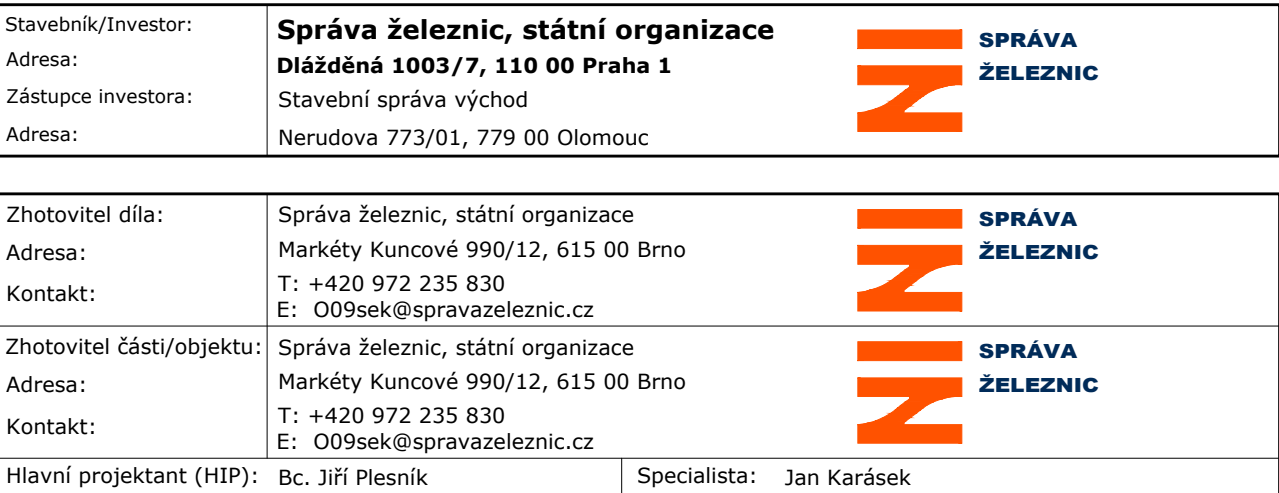 Stavebník/Investor: Správa železnic, státní organizace
Adresa: Dlážděná 1003/7, 110 00 Praha 1
Zástupce investora: Stavební správa východ
Adresa: Nerudova 773/01, 779 00 Olomouc
SPRÁVA
ŽELEZNIC
Zhotovitel díla: Správa železnic, státní organizace
Adresa: Markéty Kuncové 990/12, 615 00 Brno
Kontakt: T: +420 972 235 830
E: O09sek@spravazeleznic.cz
SPRÁVA
ŽELEZNIC
Zhotovitel části/objektu: Správa železnic, státní organizace
Adresa: Markéty Kuncové 990/12, 615 00 Brno
Kontakt: T: +420 972 235 830
E: O09sek@spravazeleznic.cz
SPRÁVA
ŽELEZNIC
Hlavní projektant (HIP): Bc. Jiří Plesník Specialista: Jan Karásek